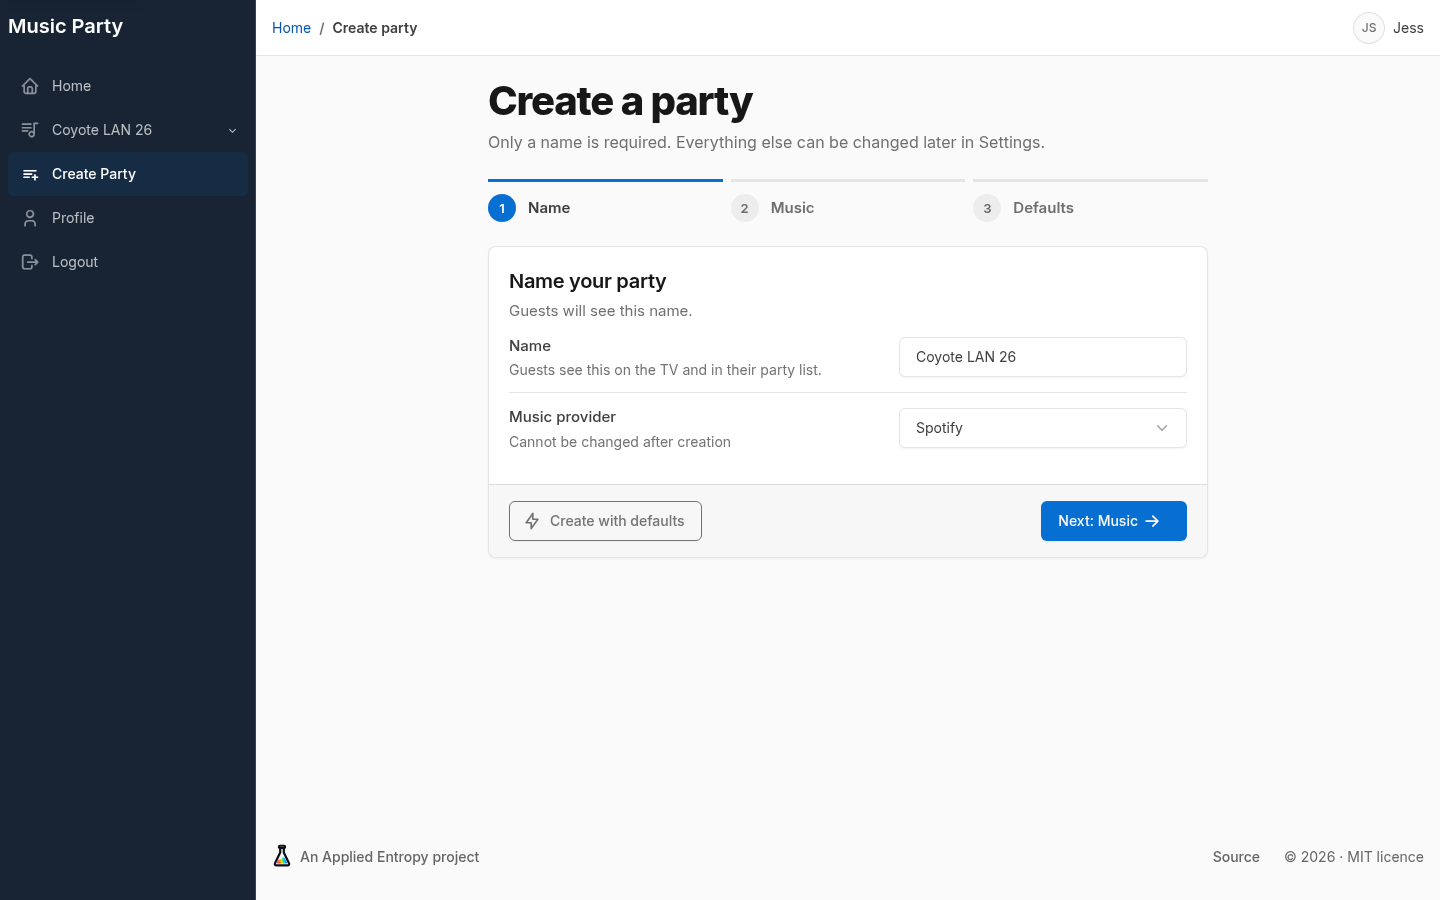 Music Party
Home
Coyote LAN 26
Create Party
Profile
Logout
Home / Create party
JS Jess
Create a party
Only a name is required. Everything else can be changed later in Settings.
1 Name
2 Music
3 Defaults
Name your party
Guests will see this name.
Name
Guests see this on the TV and in their party list.
Coyote LAN 26
Music provider
Cannot be changed after creation
Spotify
Create with defaults
Next: Music
An Applied Entropy project
Source
© 2026 · MIT licence